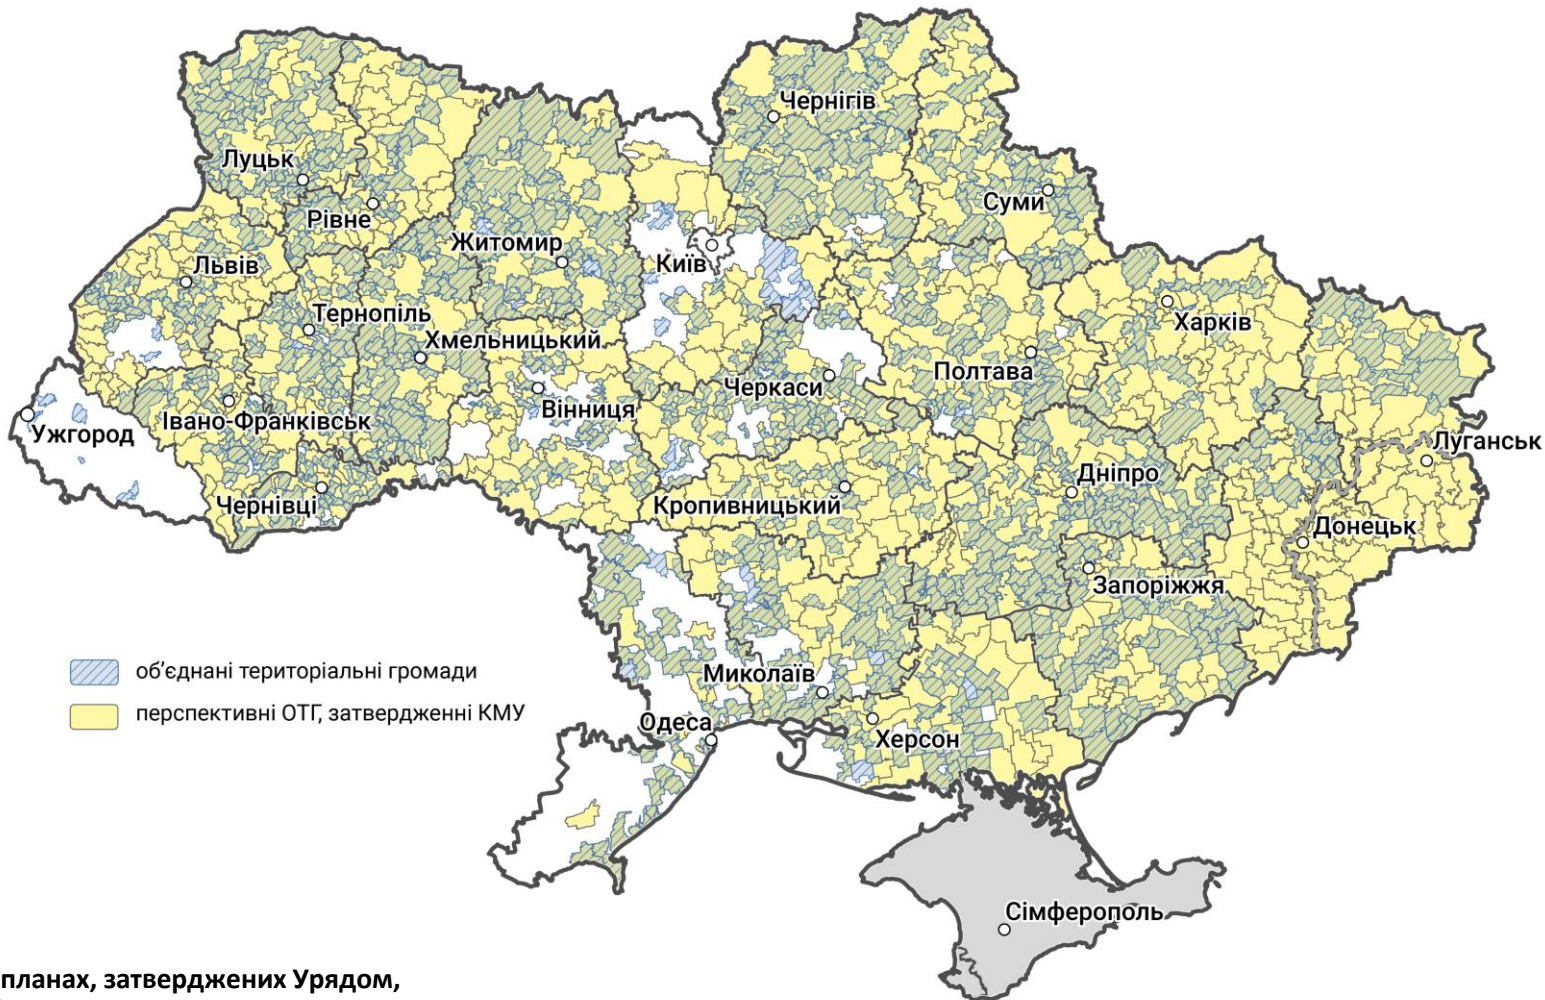 Чернігів
Луцьк
Суми
Рівне
Житомир
Київ
Львів
Тернопіль
Харків
Хмельницький
Полтава
Черкаси
Вінниця
Івано-Франківськ
Ужгород
Луганськ
Дніпро
Чернівці
Кропивницький
Донецьк
Запоріжжя
об’єднані територіальні громади
Миколаїв
перспективні ОТГ, затвердженні КМУ
Одеса
Херсон
Сімферополь
планах, затверджених Урядом,